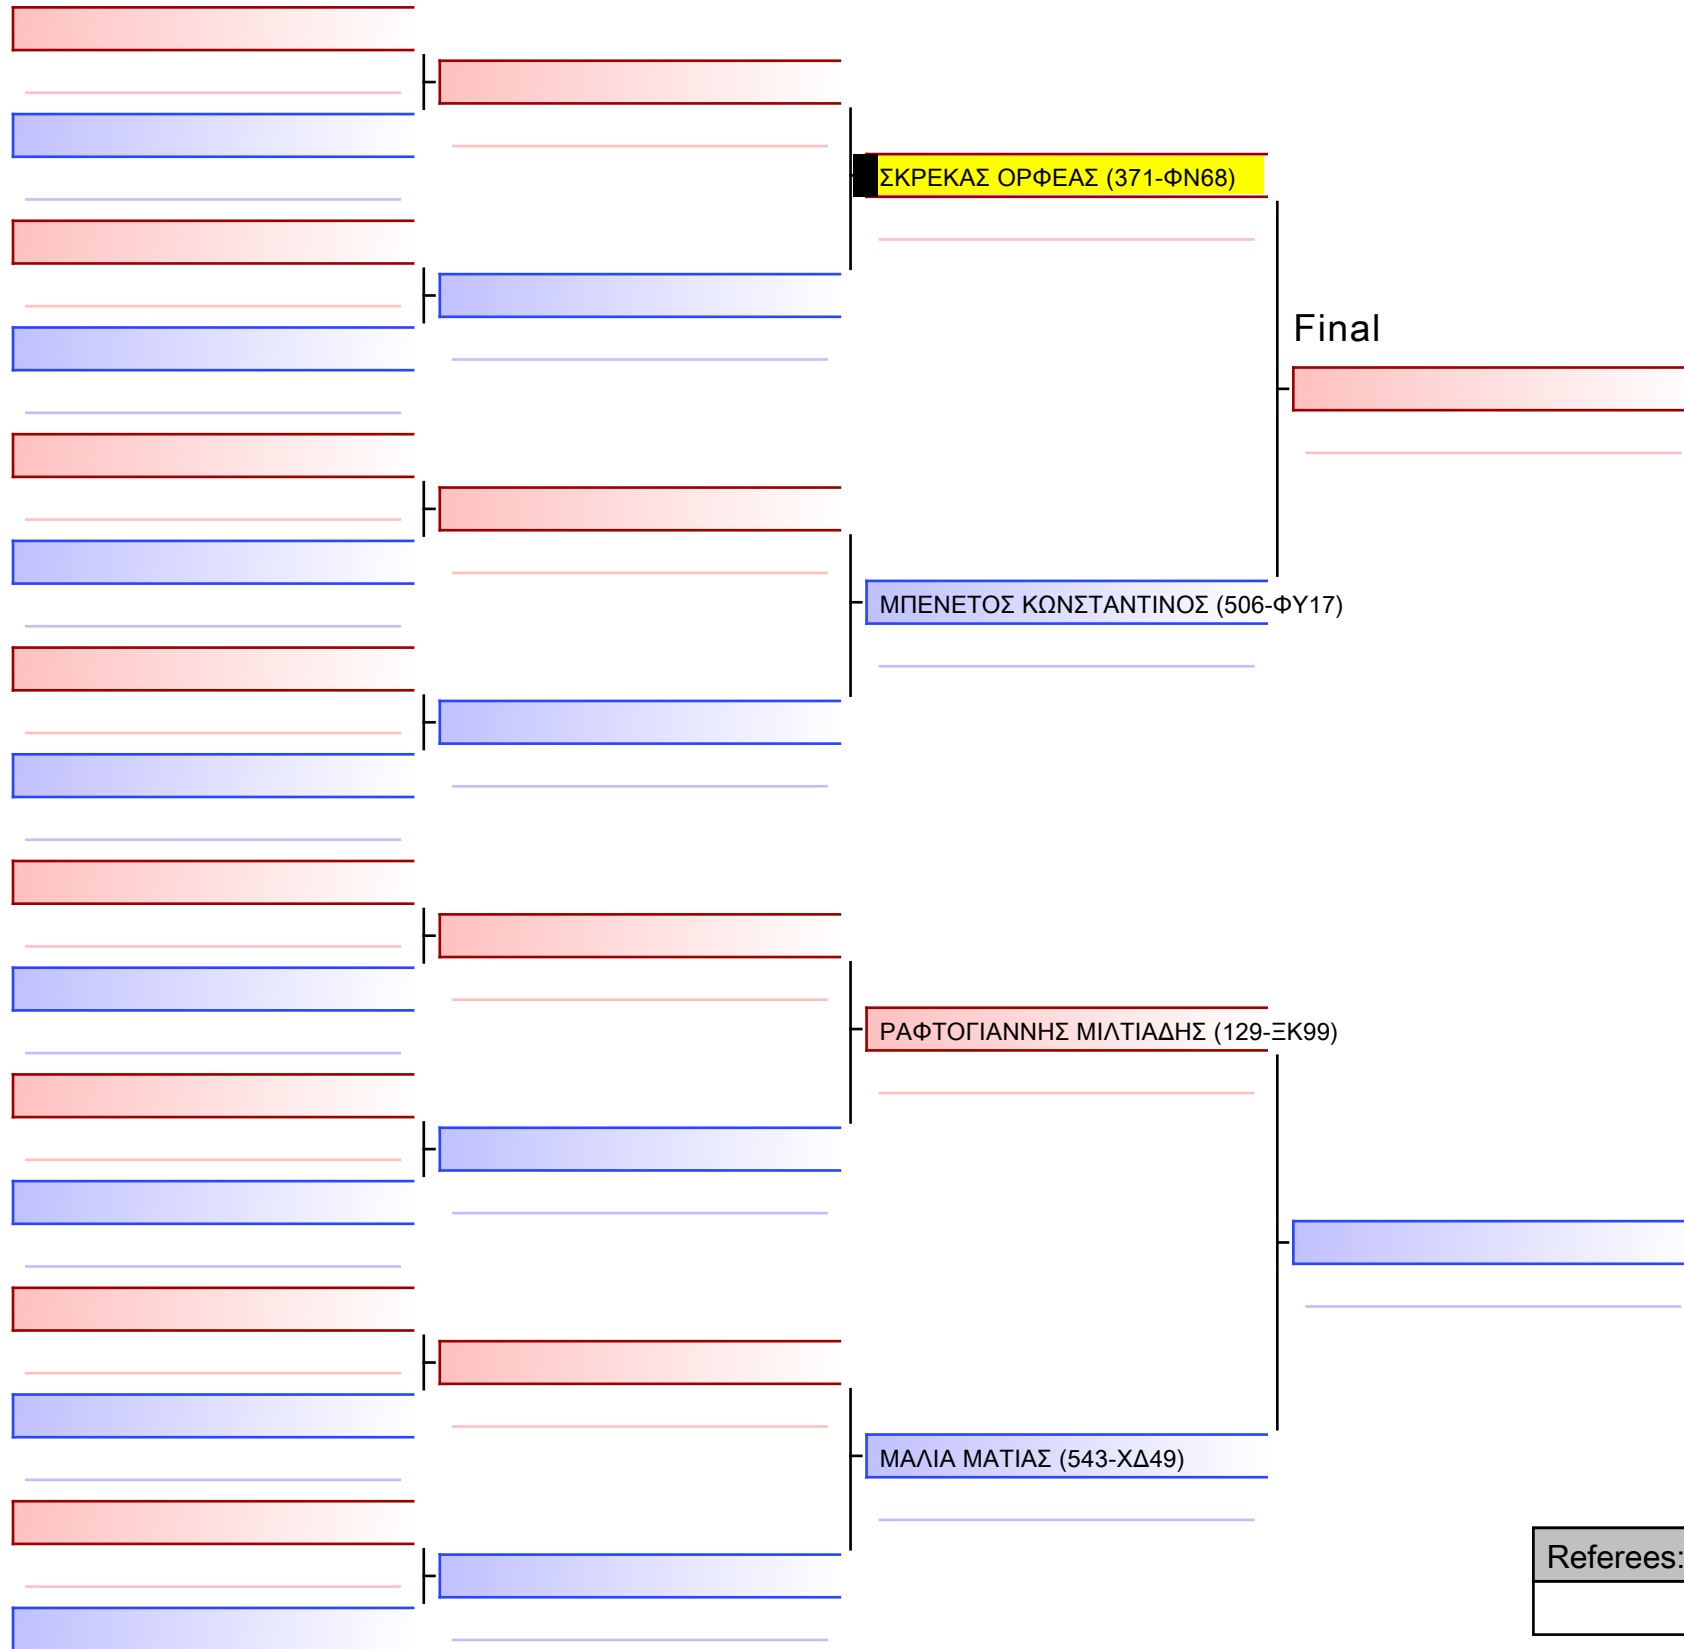 ΣΚΡΕΚΑΣ ΟΡΦΕΑΣ (371-ΦΝ68)
Final
ΜΠΕΝΕΤΟΣ ΚΩΝΣΤΑΝΤΙΝΟΣ (506-ΦΥ17)
ΡΑΦΤΟΓΙΑΝΝΗΣ ΜΙΛΤΙΑΔΗΣ (129-ΞΚ99)
ΜΑΛΙΑ ΜΑΤΙΑΣ (543-ΧΔ49)
Referees: